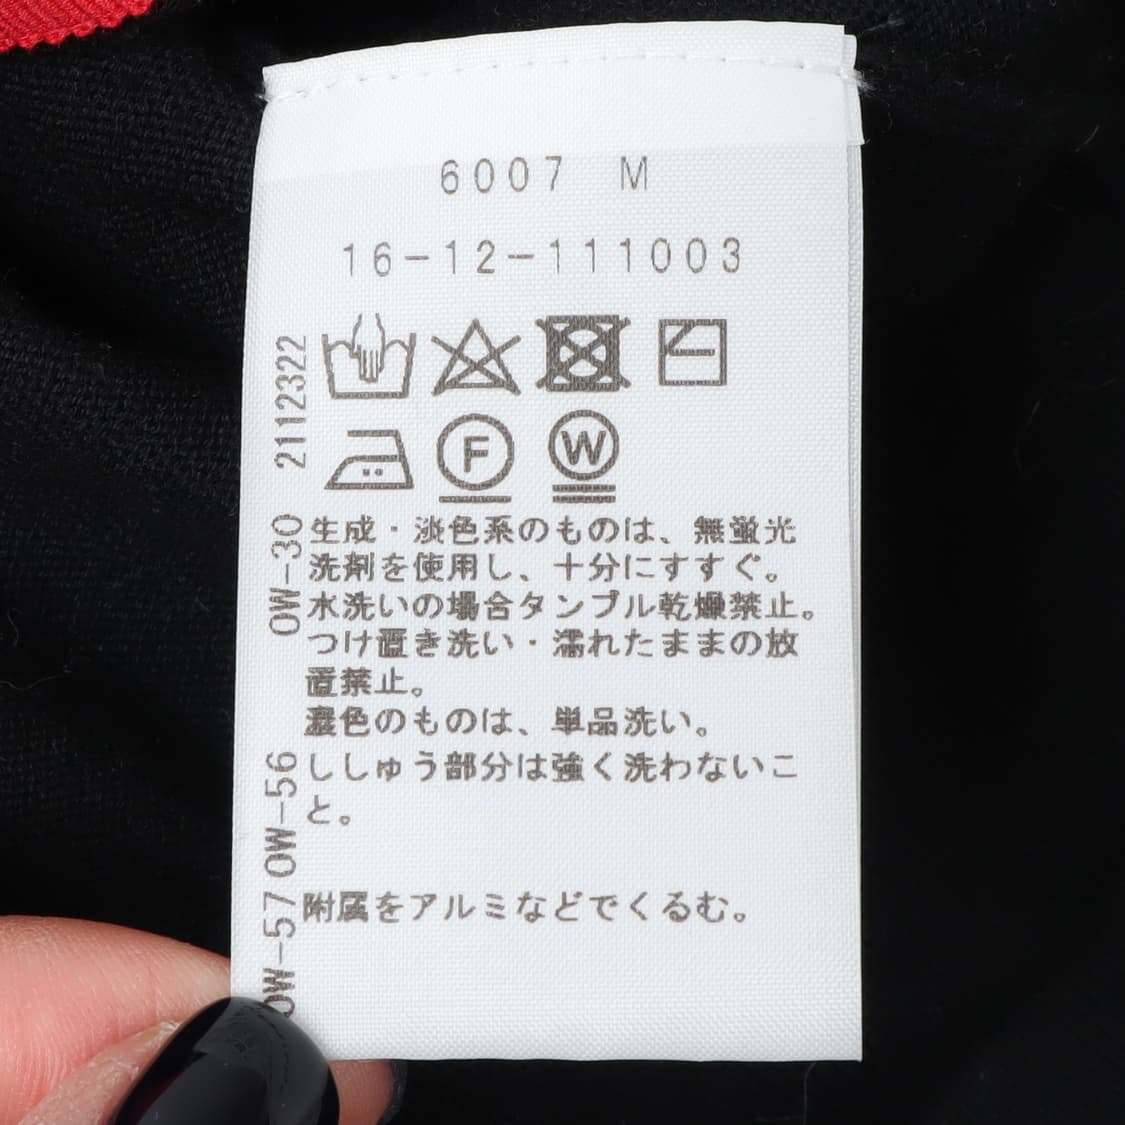 6007 M
16-12-111003
F
W
生成・淡色系のものは、無蛍光
洗剤を使用し、十分にすすぐ。
水洗いの場合タンブル乾燥禁止。
つけ置き洗い・濡れたままの放
置禁止。
濃色のものは、単品洗い。
ししゅう部分は強く洗わないこ
と。
附属をアルミなどでくるむ。
2112322
OW-30
OW-56
OW-57